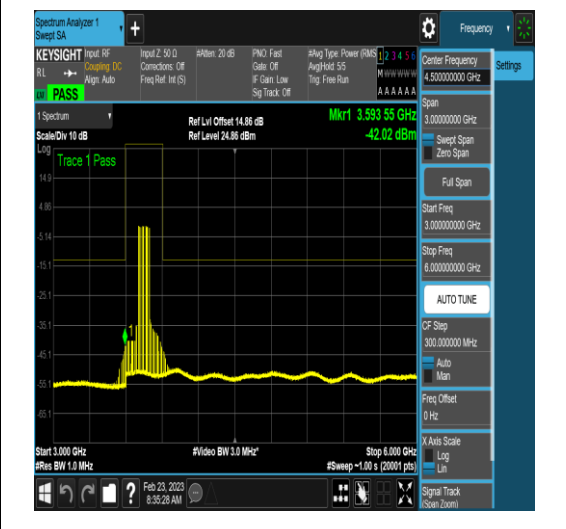 Spectrum Analyzer 1
Swept SA
Frequency
KEYSIGHT
RL
Input: RF
Coupling: DC
Align: Auto
Input Z: 50 Ω
Corrections: Off
Freq Ref: Int (S)
#Atten: 20 dB
PNO: Fast
Gate: Off
IF Gain: Low
Sig Track: Off
#Avg Type: Power (RMS
Avg|Hold: 5/5
Trig: Free Run
1 2 3 4 5 6
M W W W W W
A A A A A A
PASS
1 Spectrum
Scale/Div 10 dB
Ref Lvl Offset 14.86 dB
Ref Level 24.86 dBm
Mkr1 3.593 55 GHz
-42.02 dBm
Log
Trace 1 Pass
14.9
4.86
-5.14
-15.1
-25.1
-35.1
-45.1
-55.1
-65.1
1
Start 3.000 GHz
#Res BW 1.0 MHz
#Video BW 3.0 MHz*
Stop 6.000 GHz
#Sweep ~1.00 s (20001 pts)
Feb 23, 2023
8:35:28 AM
?
Center Frequency
4.500000000 GHz
Settings
Span
3.00000000 GHz
Swept Span
Zero Span
Full Span
Start Freq
3.000000000 GHz
Stop Freq
6.000000000 GHz
AUTO TUNE
CF Step
300.000000 MHz
Auto
Man
Freq Offset
0 Hz
X Axis Scale
Log
Lin
Signal Track
(Span Zoom)